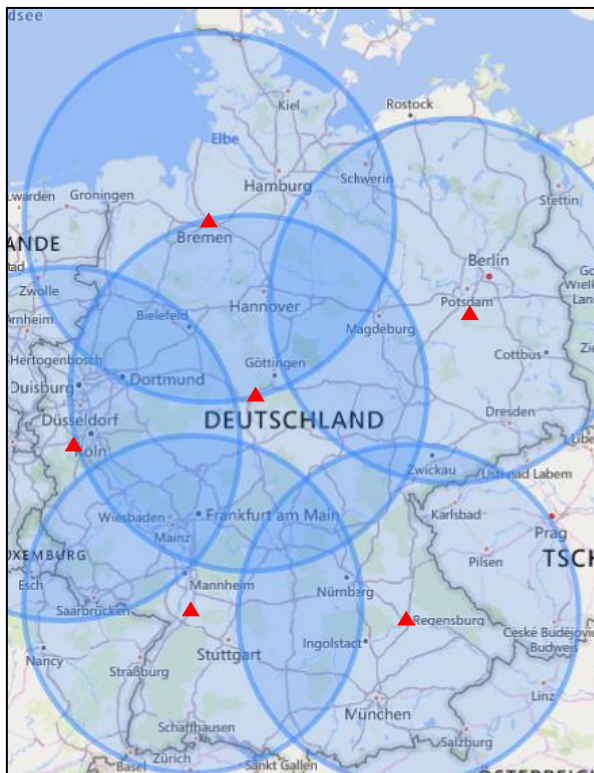 dsee
Kiel
Rostock
Elbe
Schwerin
Hamburg
Groningen
Stettin
Bremen
ANDE
Berlin
Zwolle
Hannover
Potsdam
Arnheim
Bielefeld
Magdeburg
Cottbus
Hertogenbosch
Göttingen
Dortmund
Duisburg
DEUTSCHLAND
Düsseldorf
Dresden
Köln
Zwickau
Ústí nad Labem
Karlsbad
Wiesbaden
Frankfurt am Main
Prag
Mainz
UXEMBURG
TSCH
Pilsen
Esch
Mannheim
Saarbrücken
Nürnberg
Regensburg
České Budějovic
Budweis
Ingolstadt
Stuttgart
Nancy
Straßburg
Linz
München
Schaffhausen
Salzburg
Zürich
Basel
Sankt Gallen
ÖSTERREICH